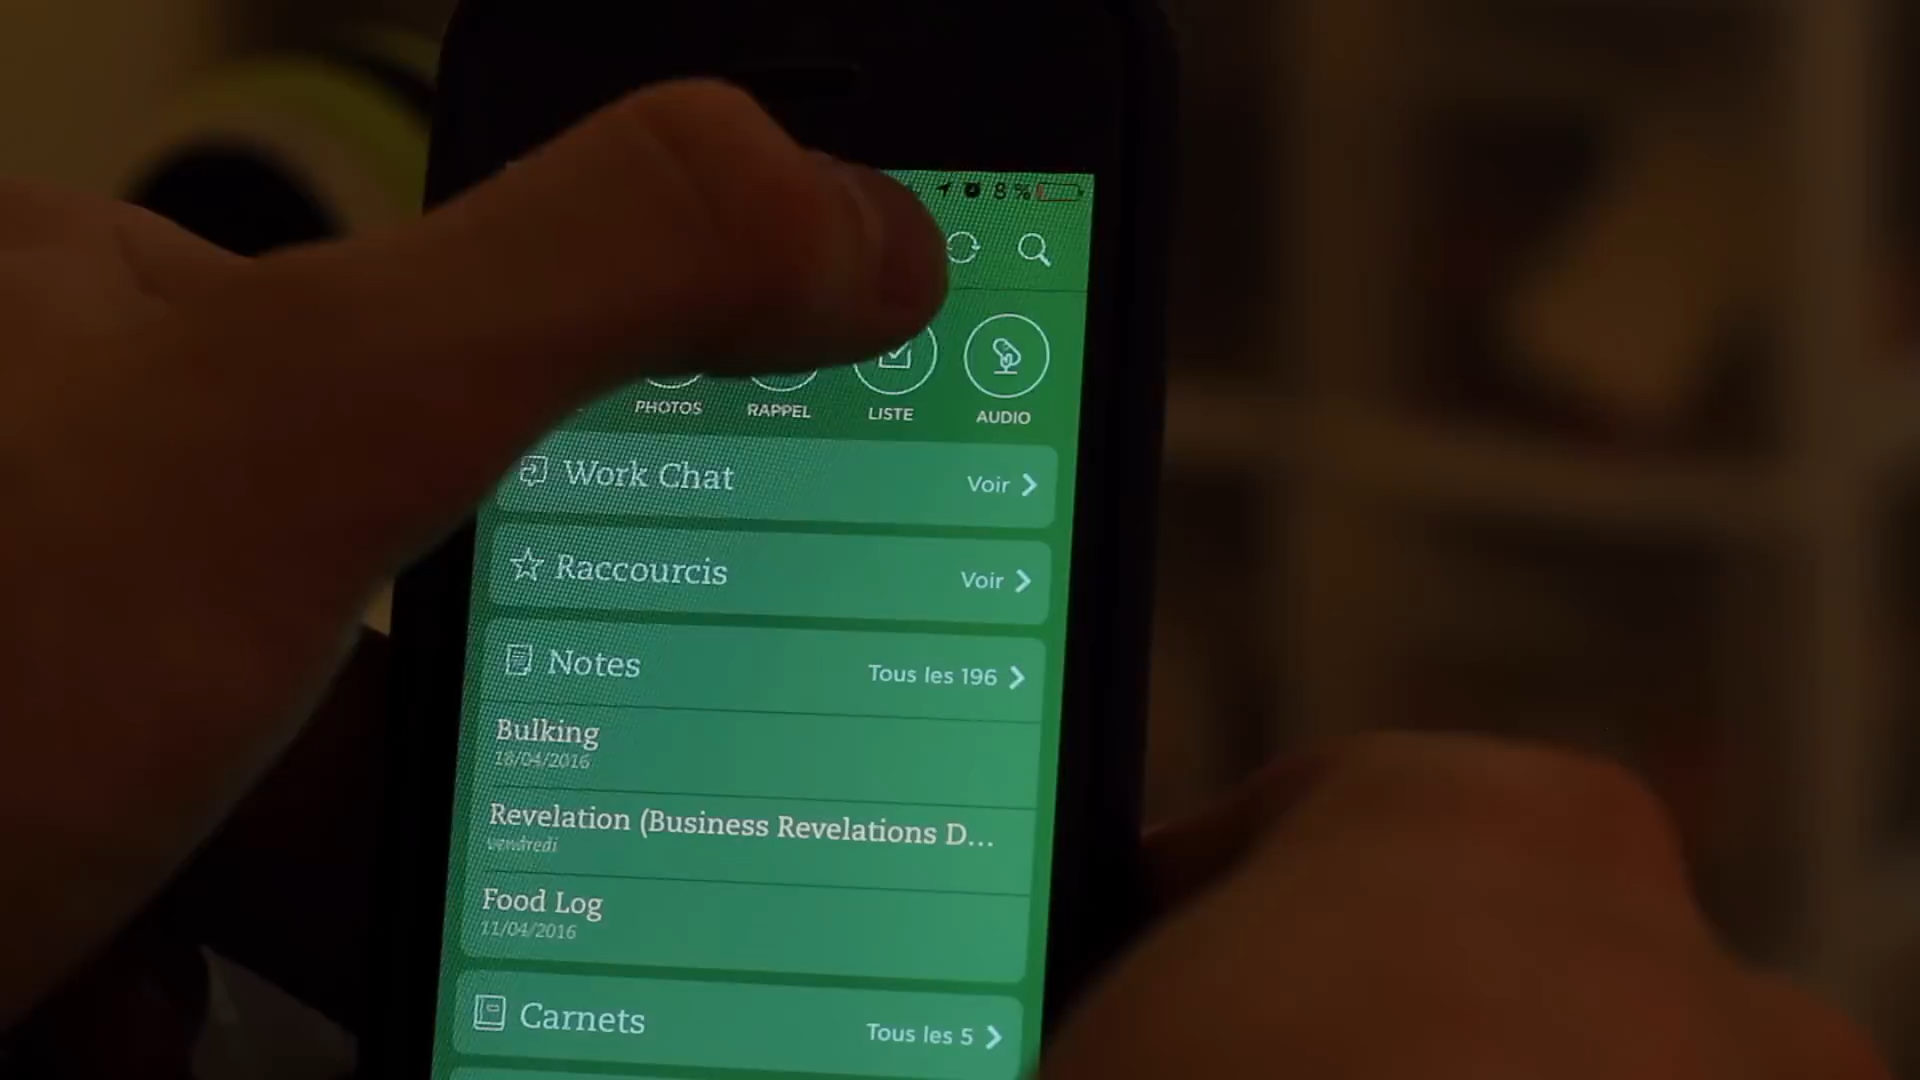 8 %
PHOTOS RAPPEL LISTE AUDIO
Work Chat Voir
Raccourcis Voir
Notes Tous les 196
Bulking
18/04/2016
Revelation (Business Revelations D...
vendredi
Food Log
11/04/2016
Carnets Tous les 5